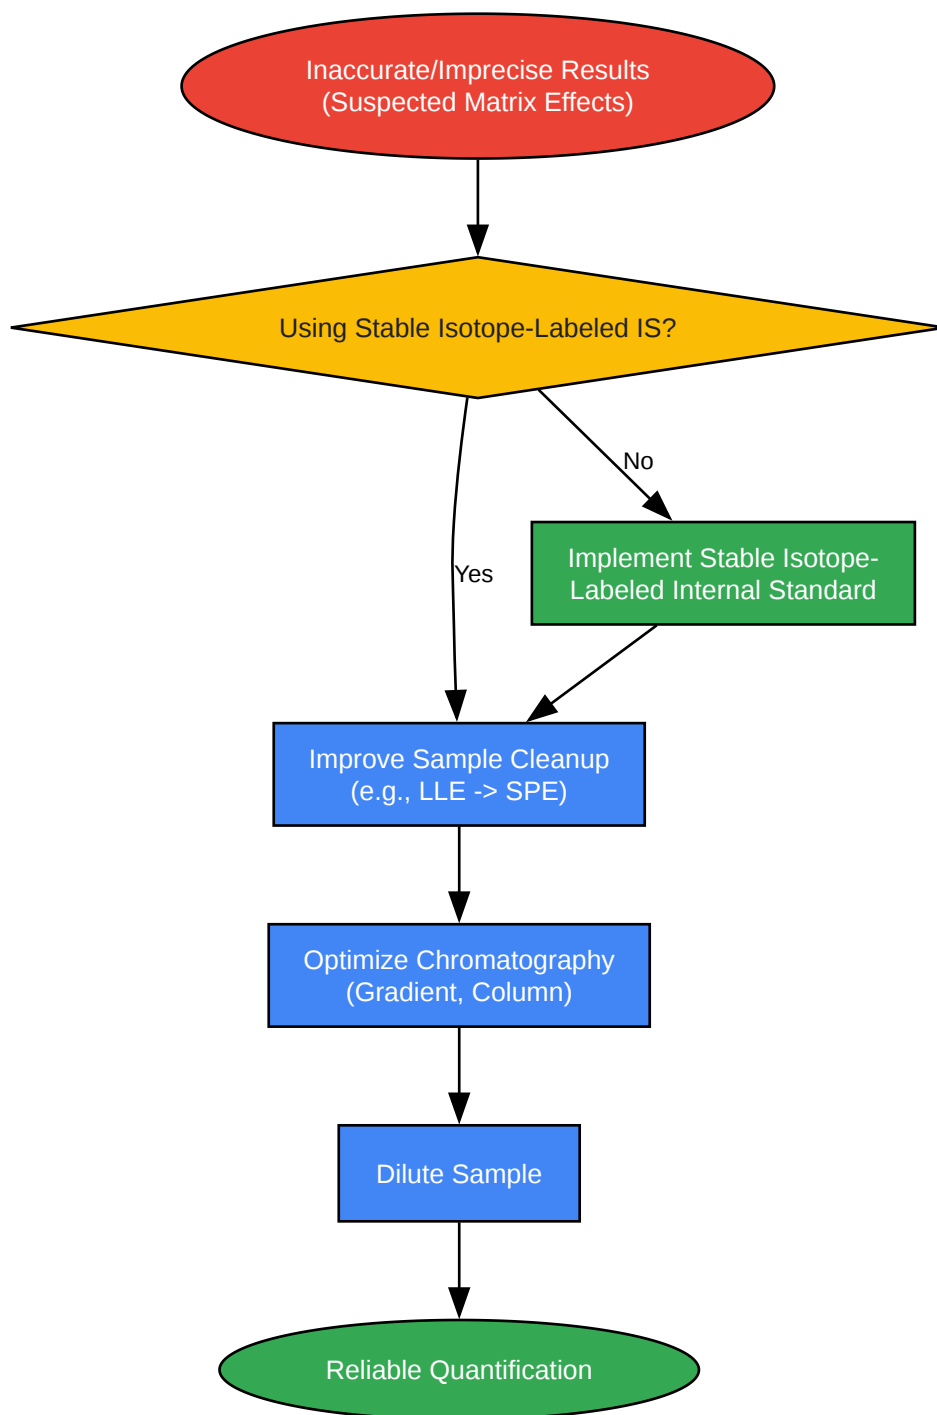 Inaccurate/Imprecise Results
(Suspected Matrix Effects)
Using Stable Isotope-Labeled IS?
No
Implement Stable Isotope-
Labeled Internal Standard
Yes
Improve Sample Cleanup
(e.g., LLE -> SPE)
Optimize Chromatography
(Gradient, Column)
Dilute Sample
Reliable Quantification